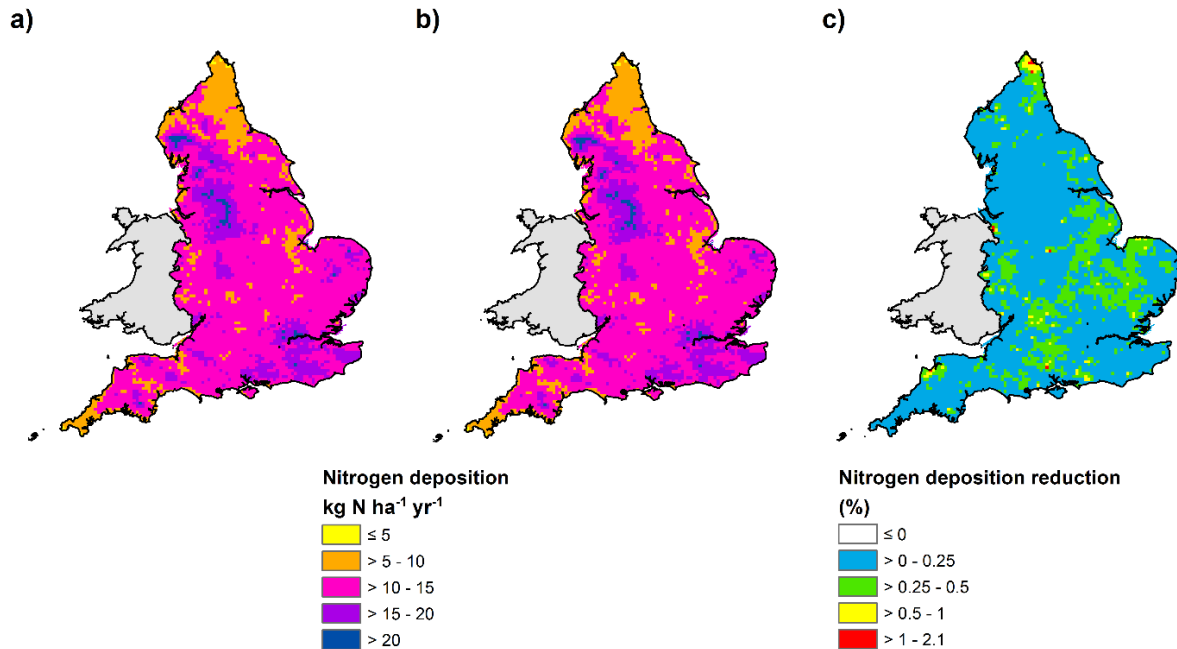 a)
b)
c)
Nitrogen deposition
kg N ha⁻¹ yr⁻¹
≤ 5
> 5 - 10
> 10 - 15
> 15 - 20
> 20
Nitrogen deposition reduction
(%)
≤ 0
> 0 - 0.25
> 0.25 - 0.5
> 0.5 - 1
> 1 - 2.1